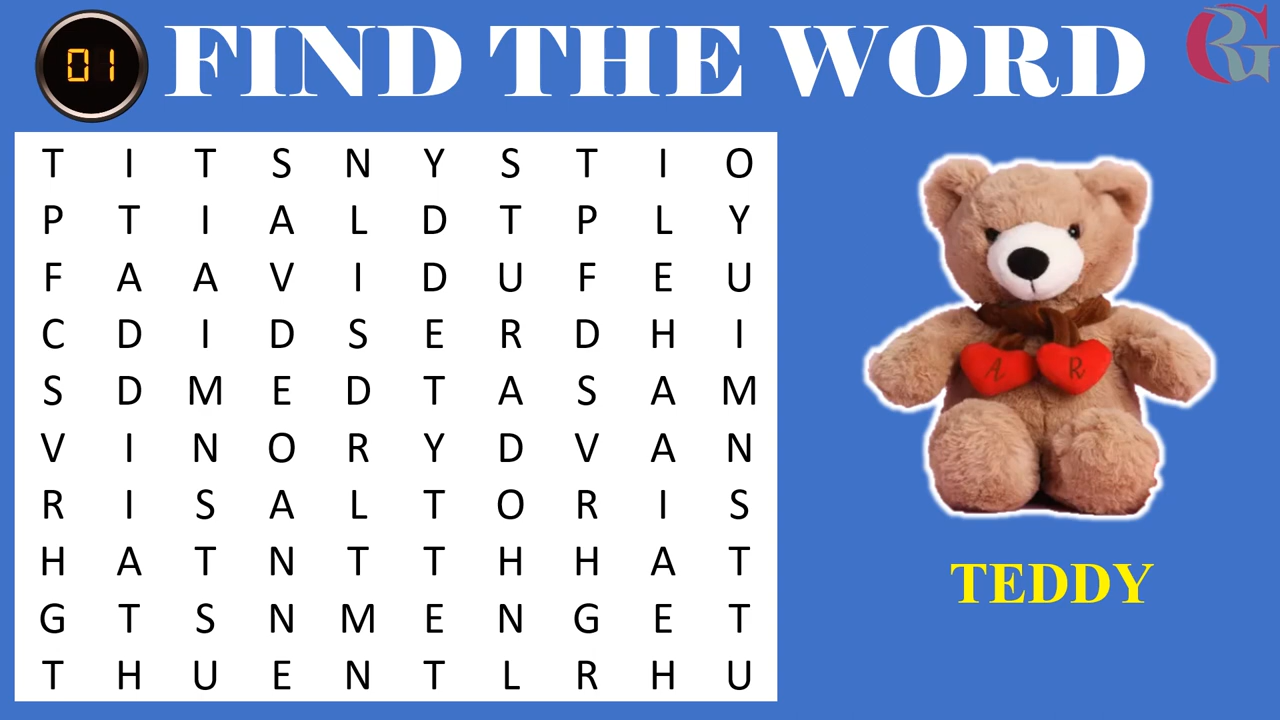 01
FIND THE WORD
T I T S N Y S T I O
P T I A L D T P L Y
F A A V I D U F E U
C D I D S E R D H I
S D M E D T A S A M
V I N O R Y D V A N
R I S A L T O R I S
H A T N T T H H A T
G T S N M E N G E T
T H U E N T L R H U
A R
TEDDY